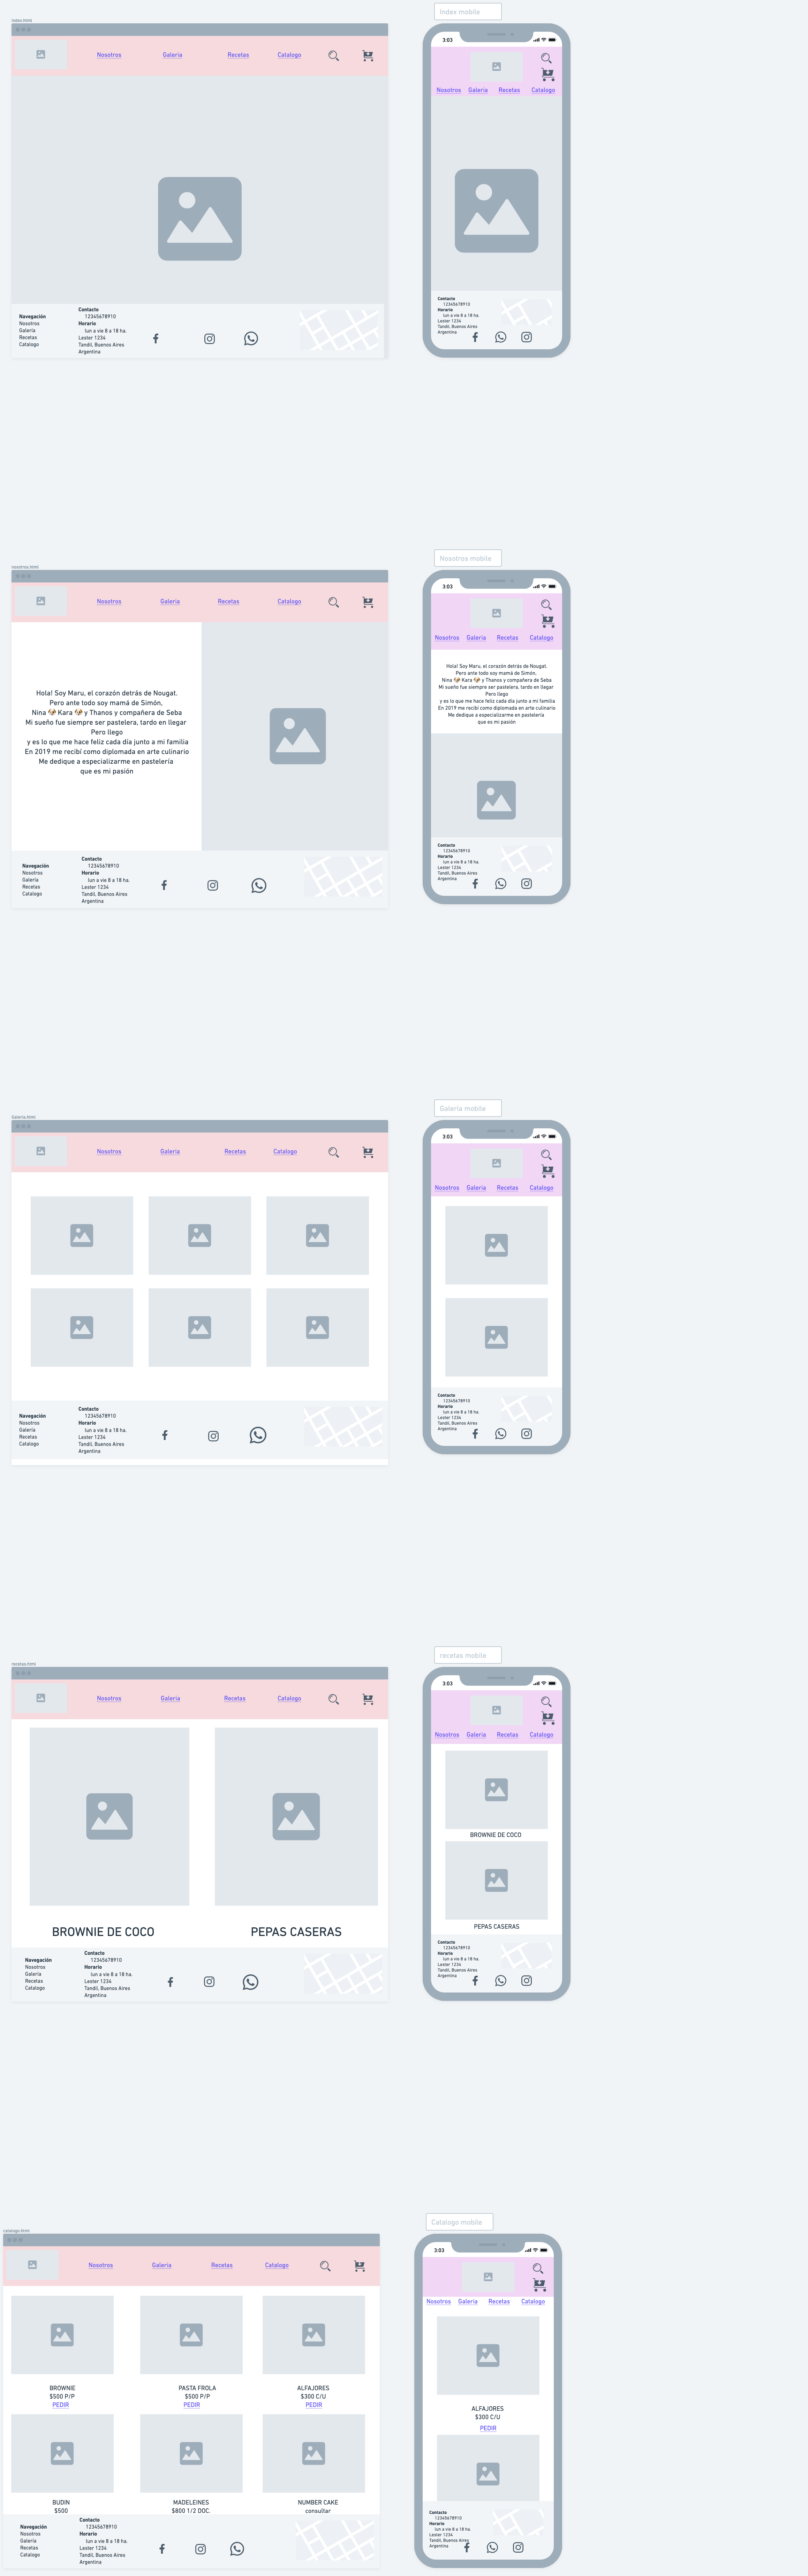 Index mobile
index.html
Nosotros Galeria Recetas Catalogo
Navegación
Nosotros
Galería
Recetas
Catalogo
Contacto
12345678910
Horario
lun a vie 8 a 18 ha.
Lester 1234
Tandil, Buenos Aires
Argentina
3:03
Nosotros Galeria Recetas Catalogo
Contacto
12345678910
Horario
lun a vie 8 a 18 ha.
Lester 1234
Tandil, Buenos Aires
Argentina
Nosotros mobile
nosotros.html
Nosotros Galeria Recetas Catalogo
Hola! Soy Maru, el corazón detrás de Nougat.
Pero ante todo soy mamá de Simón,
Nina 🐶 Kara 🐶 y Thanos y compañera de Seba
Mi sueño fue siempre ser pastelera, tardo en llegar
Pero llego
y es lo que me hace feliz cada día junto a mi familia
En 2019 me recibí como diplomada en arte culinario
Me dedique a especializarme en pastelería
que es mi pasión
Navegación
Nosotros
Galería
Recetas
Catalogo
Contacto
12345678910
Horario
lun a vie 8 a 18 ha.
Lester 1234
Tandil, Buenos Aires
Argentina
3:03
Nosotros Galeria Recetas Catalogo
Hola! Soy Maru, el corazón detrás de Nougat.
Pero ante todo soy mamá de Simón,
Nina 🐶 Kara 🐶 y Thanos y compañera de Seba
Mi sueño fue siempre ser pastelera, tardo en llegar
Pero llego
y es lo que me hace feliz cada día junto a mi familia
En 2019 me recibí como diplomada en arte culinario
Me dedique a especializarme en pastelería
que es mi pasión
Contacto
12345678910
Horario
lun a vie 8 a 18 ha.
Lester 1234
Tandil, Buenos Aires
Argentina
Galeria mobile
Galeria.html
Nosotros Galeria Recetas Catalogo
Navegación
Nosotros
Galería
Recetas
Catalogo
Contacto
12345678910
Horario
lun a vie 8 a 18 ha.
Lester 1234
Tandil, Buenos Aires
Argentina
3:03
Nosotros Galeria Recetas Catalogo
Contacto
12345678910
Horario
lun a vie 8 a 18 ha.
Lester 1234
Tandil, Buenos Aires
Argentina
recetas mobile
recetas.html
Nosotros Galeria Recetas Catalogo
BROWNIE DE COCO PEPAS CASERAS
Navegación
Nosotros
Galería
Recetas
Catalogo
Contacto
12345678910
Horario
lun a vie 8 a 18 ha.
Lester 1234
Tandil, Buenos Aires
Argentina
3:03
Nosotros Galeria Recetas Catalogo
BROWNIE DE COCO
PEPAS CASERAS
Contacto
12345678910
Horario
lun a vie 8 a 18 ha.
Lester 1234
Tandil, Buenos Aires
Argentina
Catalogo mobile
catalogo.html
Nosotros Galeria Recetas Catalogo
BROWNIE PASTA FROLA ALFAJORES
$500 P/P $500 P/P $300 C/U
PEDIR PEDIR PEDIR
BUDIN MADELEINES NUMBER CAKE
$500 $800 1/2 DOC. consultar
Navegación
Nosotros
Galería
Recetas
Catalogo
Contacto
12345678910
Horario
lun a vie 8 a 18 ha.
Lester 1234
Tandil, Buenos Aires
Argentina
3:03
Nosotros Galeria Recetas Catalogo
ALFAJORES
$300 C/U
PEDIR
Contacto
12345678910
Horario
lun a vie 8 a 18 ha.
Lester 1234
Tandil, Buenos Aires
Argentina